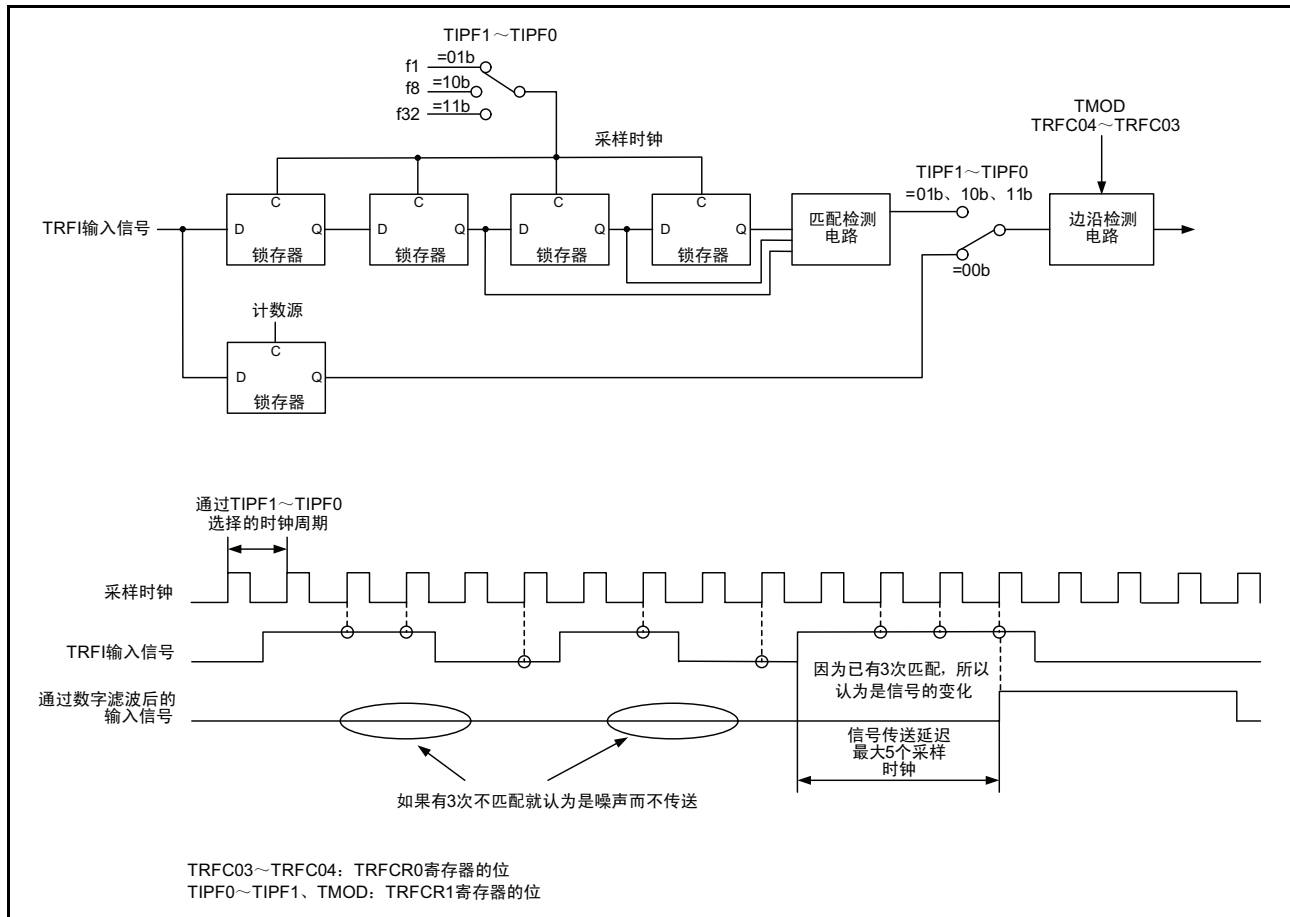 TIPF1～TIPF0
f1 =01b
f8 =10b
f32 =11b
采样时钟
TMOD
TRFC04～TRFC03
TIPF1～TIPF0
=01b、10b、11b
TRFI输入信号
C
D Q
锁存器
C
D Q
锁存器
C
D Q
锁存器
C
D Q
锁存器
匹配检测
电路
边沿检测
电路
=00b
计数源
C
D Q
锁存器
通过TIPF1～TIPF0
选择的时钟周期
采样时钟
TRFI输入信号
因为已有3次匹配，所以
认为是信号的变化
通过数字滤波后的
输入信号
信号传送延迟
最大5个采样
时钟
如果有3次不匹配就认为是噪声而不传送
TRFC03～TRFC04：TRFCR0寄存器的位
TIPF0～TIPF1、TMOD：TRFCR1寄存器的位